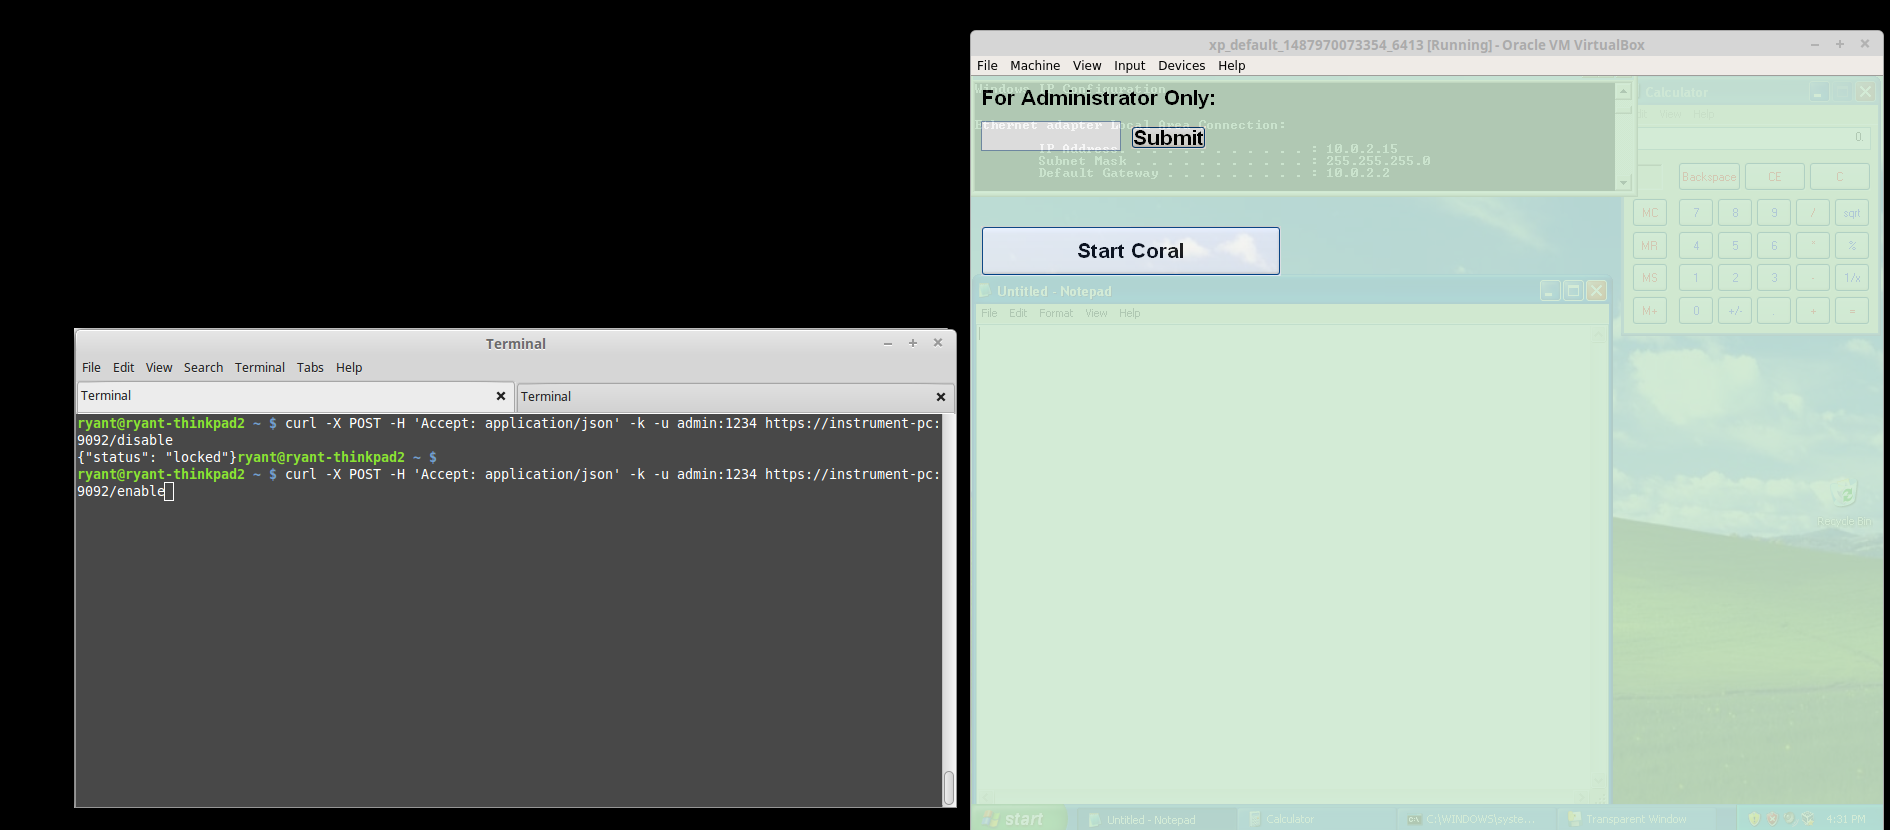 xp_default_1487970073354_6413 [Running] - Oracle VM VirtualBox
File Machine View Input Devices Help
Windows IP Configuration
For Administrator Only:
Ethernet adapter Local Area Connection:
Submit
IP Address. . . . . . . . . . . . : 10.0.2.15
Subnet Mask . . . . . . . . . . . : 255.255.255.0
Default Gateway . . . . . . . . . : 10.0.2.2
Start Coral
Calculator
View Help
0.
Backspace CE C
MC 7 8 9 / sqrt
MR 4 5 6 * %
MS 1 2 3 - 1/x
M+ 0 +/- . + =
Untitled - Notepad
File Edit Format View Help
Recycle Bin
start
Untitled - Notepad
Calculator
C:\WINDOWS\syste...
Transparent Window
4:31 PM
Terminal
File Edit View Search Terminal Tabs Help
Terminal
Terminal
ryant@ryant-thinkpad2 ~ $ curl -X POST -H 'Accept: application/json' -k -u admin:1234 https://instrument-pc:
9092/disable
{"status": "locked"}ryant@ryant-thinkpad2 ~ $
ryant@ryant-thinkpad2 ~ $ curl -X POST -H 'Accept: application/json' -k -u admin:1234 https://instrument-pc:
9092/enable